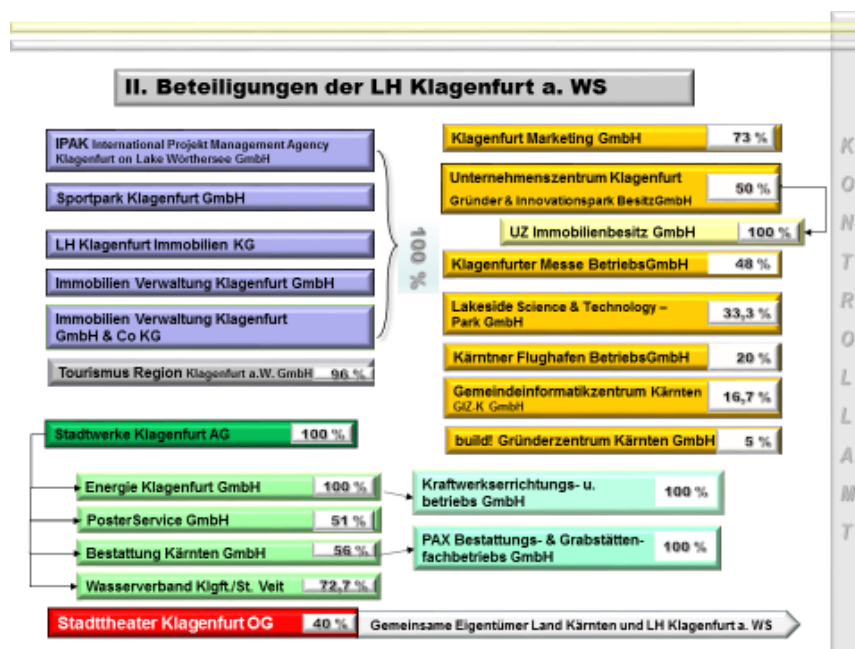 II. Beteiligungen der LH Klagenfurt a. WS
IPAK International Projekt Management Agency
Klagenfurt on Lake Wörthersee GmbH
Sportpark Klagenfurt GmbH
LH Klagenfurt Immobilien KG
Immobilien Verwaltung Klagenfurt GmbH
Immobilien Verwaltung Klagenfurt
GmbH & Co KG
100 %
Tourismus Region Klagenfurt a.W. GmbH 96 %
Klagenfurt Marketing GmbH 73 %
Unternehmenszentrum Klagenfurt
Gründer & Innovationspark BesitzGmbH 50 %
UZ Immobilienbesitz GmbH 100 %
Klagenfurter Messe BetriebsGmbH 48 %
Lakeside Science & Technology –
Park GmbH 33,3 %
Kärntner Flughafen BetriebsGmbH 20 %
Gemeindeinformatikzentrum Kärnten
GIZ-K GmbH 16,7 %
build! Gründerzentrum Kärnten GmbH 5 %
Stadtwerke Klagenfurt AG 100 %
Energie Klagenfurt GmbH 100 %
PosterService GmbH 51 %
Bestattung Kärnten GmbH 56 %
Wasserverband Klgft./St. Veit 72,7 %
Kraftwerkserrichtungs- u.
betriebs GmbH 100 %
PAX Bestattungs- & Grabstätten-
fachbetriebs GmbH 100 %
Stadttheater Klagenfurt OG 40 %
Gemeinsame Eigentümer Land Kärnten und LH Klagenfurt a. WS
KONTROLLAMT